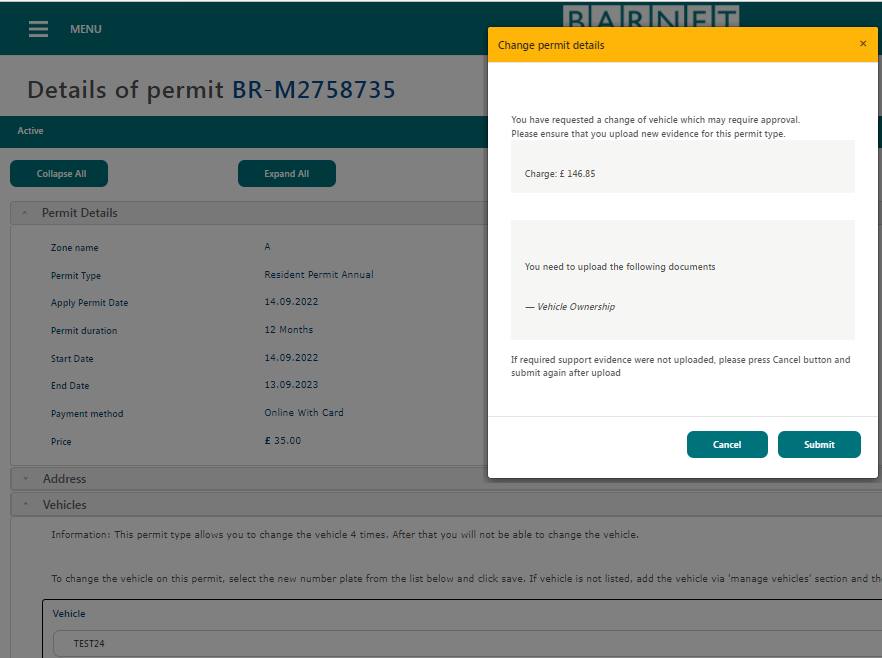 MENU
BARNET
Details of permit BR-M2758735
Active
Collapse All
Expand All
Permit Details
Zone name A
Permit Type Resident Permit Annual
Apply Permit Date 14.09.2022
Permit duration 12 Months
Start Date 14.09.2022
End Date 13.09.2023
Payment method Online With Card
Price £ 35.00
Address
Vehicles
Information: This permit type allows you to change the vehicle 4 times. After that you will not be able to change the vehicle.
To change the vehicle on this permit, select the new number plate from the list below and click save. If vehicle is not listed, add the vehicle via 'manage vehicles' section and th
Vehicle
TEST24
Change permit details ×
You have requested a change of vehicle which may require approval.
Please ensure that you upload new evidence for this permit type.
Charge: £ 146.85
You need to upload the following documents
— Vehicle Ownership
If required support evidence were not uploaded, please press Cancel button and
submit again after upload
Cancel
Submit